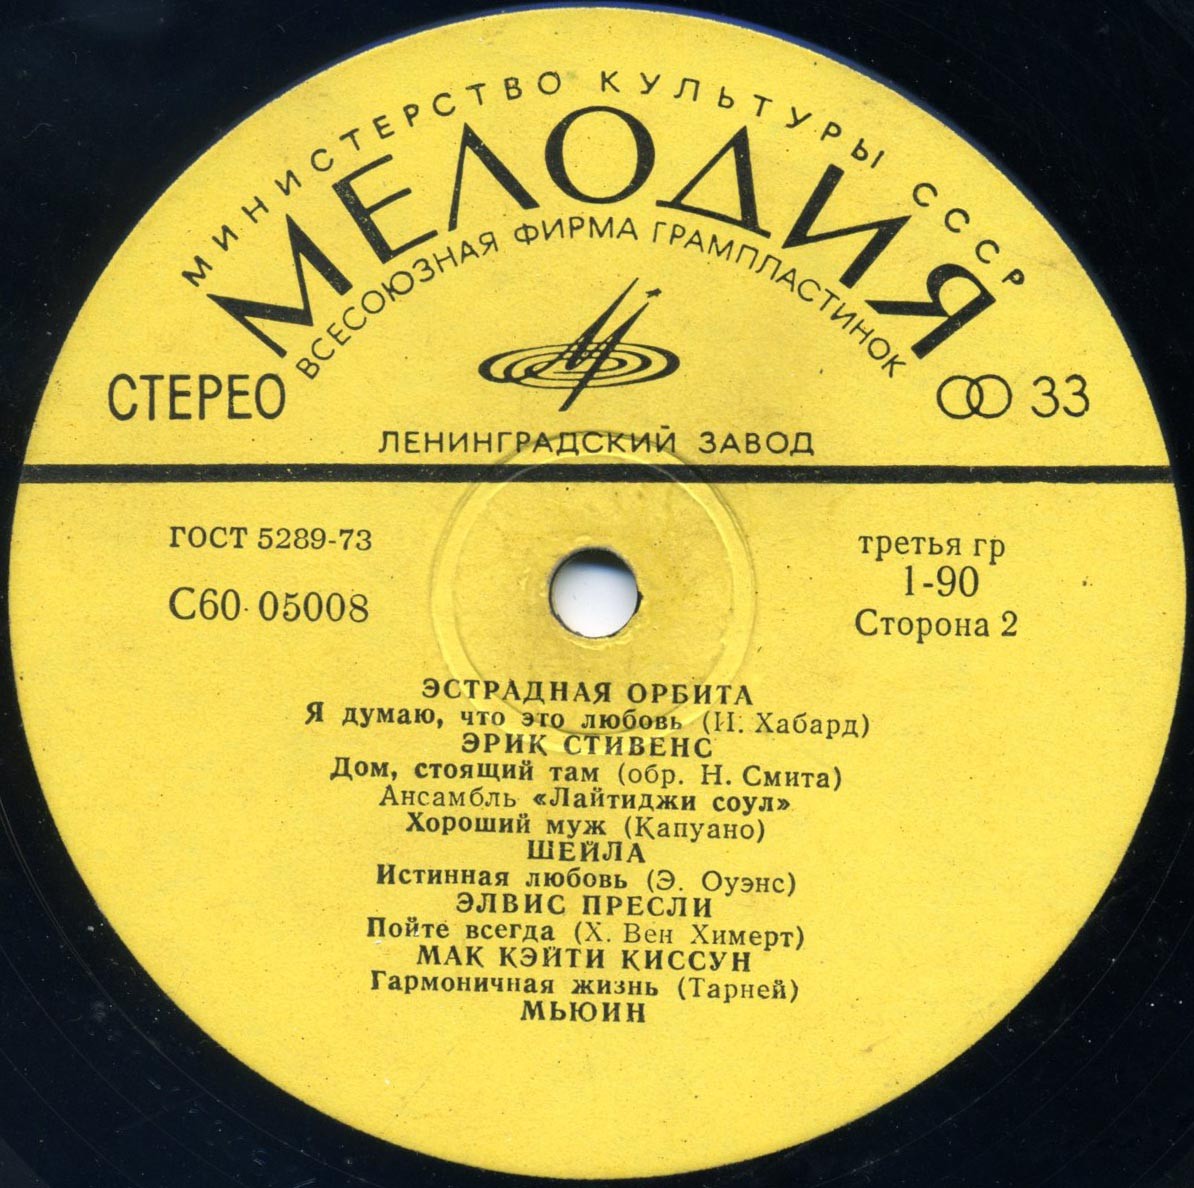 МИНИСТЕРСТВО КУЛЬТУРЫ СССР
МЕЛОДИЯ
ВСЕСОЮЗНАЯ ФИРМА ГРАМПЛАСТИНОК
СТЕРЕО
33
ЛЕНИНГРАДСКИЙ ЗАВОД
ГОСТ 5289-73
С60 05008
третья гр
1-90
Сторона 2
ЭСТРАДНАЯ ОРБИТА
Я думаю, что это любовь (И. Хабард)
ЭРИК СТИВЕНС
Дом, стоящий там (обр. Н. Смита)
Ансамбль «Лайтиджи соул»
Хороший муж (Капуано)
ШЕЙЛА
Истинная любовь (Э. Оуэнс)
ЭЛВИС ПРЕСЛИ
Пойте всегда (Х. Вен Химерт)
МАК КЭЙТИ КИССУН
Гармоничная жизнь (Тарней)
МЬЮИН